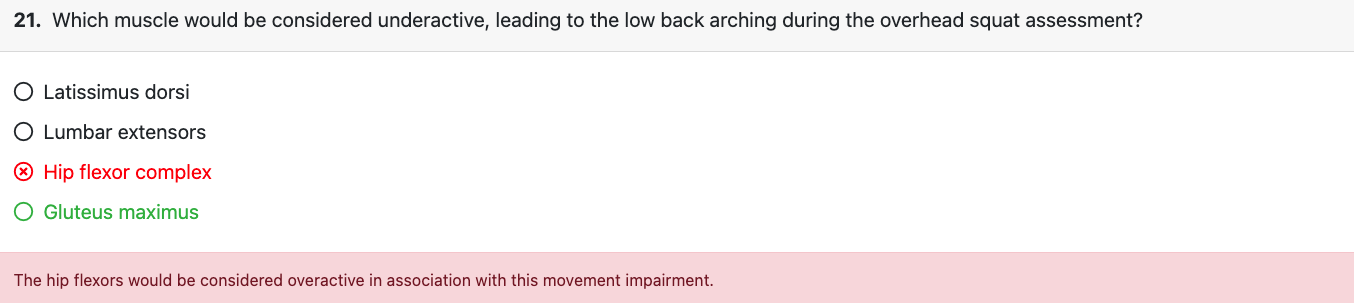 21. Which muscle would be considered underactive, leading to the low back arching during the overhead squat assessment?
Latissimus dorsi
Lumbar extensors
Hip flexor complex
Gluteus maximus
The hip flexors would be considered overactive in association with this movement impairment.